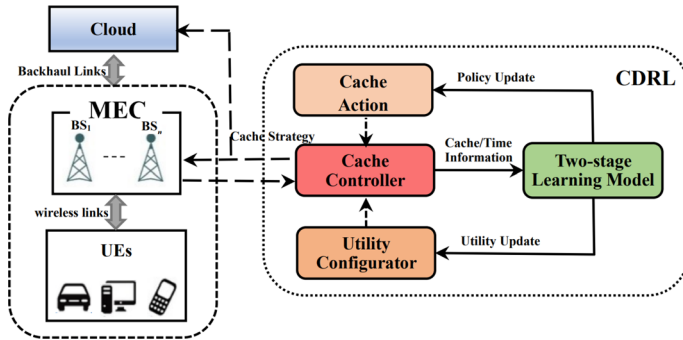 Cloud
Backhaul Links
MEC
BS₁
BSₙ
wireless links
UEs
Cache Strategy
CDRL
Cache
Action
Policy Update
Cache
Controller
Cache/Time
Information
Two-stage
Learning Model
Utility
Configurator
Utility Update